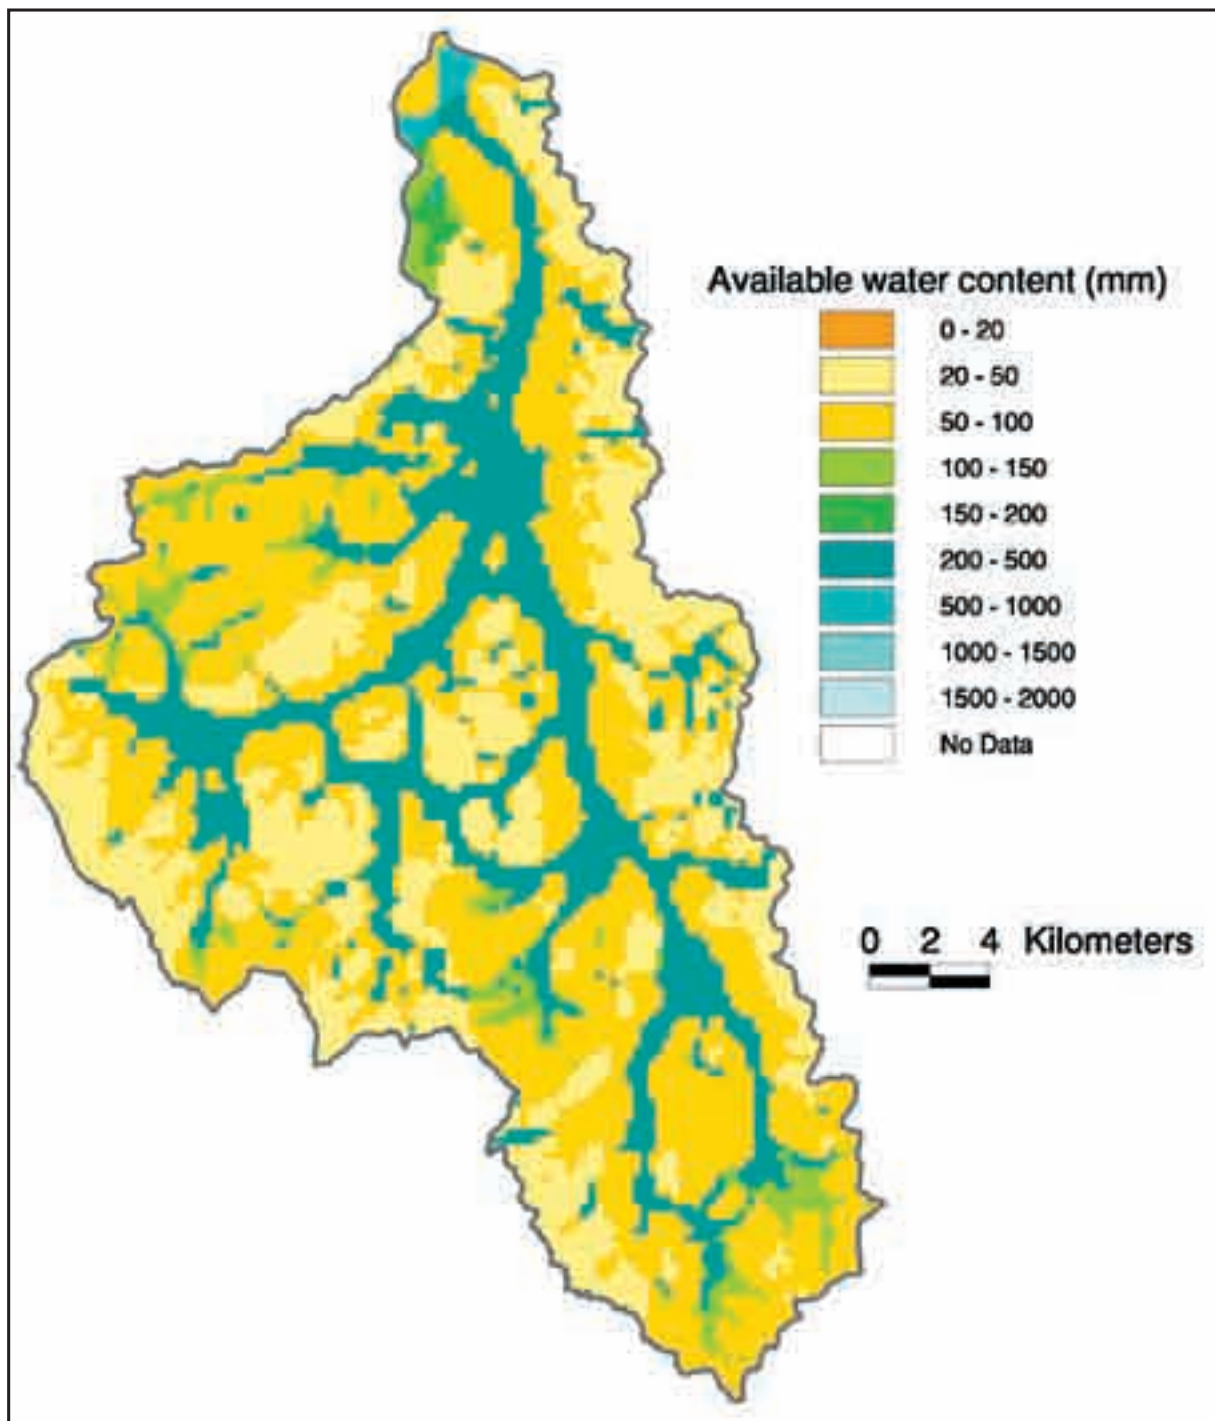 Available water content (mm)
0 - 20
20 - 50
50 - 100
100 - 150
150 - 200
200 - 500
500 - 1000
1000 - 1500
1500 - 2000
No Data
0 2 4 Kilometers